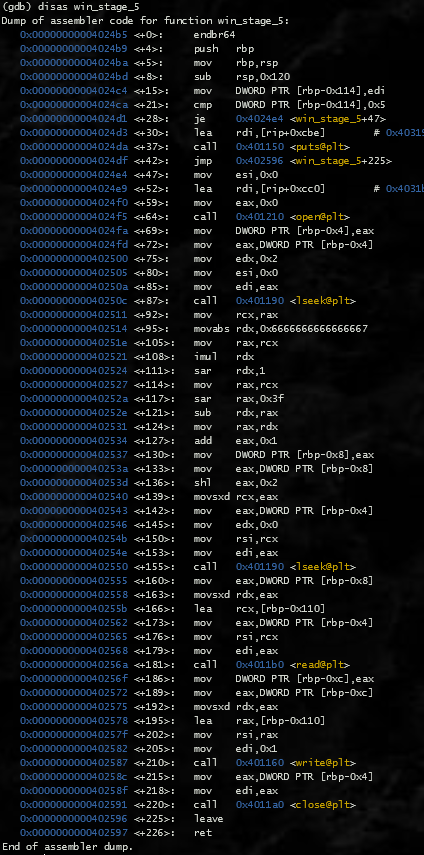 (gdb) disas win_stage_5
Dump of assembler code for function win_stage_5:
0x00000000004024b5 <+0>: endbr64
0x00000000004024b9 <+4>: push rbp
0x00000000004024ba <+5>: mov rbp,rsp
0x00000000004024bd <+8>: sub rsp,0x120
0x00000000004024c4 <+15>: mov DWORD PTR [rbp-0x114],edi
0x00000000004024ca <+21>: cmp DWORD PTR [rbp-0x114],0x5
0x00000000004024d1 <+28>: je 0x4024e4 <win_stage_5+47>
0x00000000004024d3 <+30>: lea rdi,[rip+0xcbe] # 0x40319
0x00000000004024da <+37>: call 0x401150 <puts@plt>
0x00000000004024df <+42>: jmp 0x402596 <win_stage_5+225>
0x00000000004024e4 <+47>: mov esi,0x0
0x00000000004024e9 <+52>: lea rdi,[rip+0xcc0] # 0x4031b
0x00000000004024f0 <+59>: mov eax,0x0
0x00000000004024f5 <+64>: call 0x401210 <open@plt>
0x00000000004024fa <+69>: mov DWORD PTR [rbp-0x4],eax
0x00000000004024fd <+72>: mov eax,DWORD PTR [rbp-0x4]
0x0000000000402500 <+75>: mov edx,0x2
0x0000000000402505 <+80>: mov esi,0x0
0x000000000040250a <+85>: mov edi,eax
0x000000000040250c <+87>: call 0x401190 <lseek@plt>
0x0000000000402511 <+92>: mov rcx,rax
0x0000000000402514 <+95>: movabs rdx,0x6666666666666667
0x000000000040251e <+105>: mov rax,rcx
0x0000000000402521 <+108>: imul rdx
0x0000000000402524 <+111>: sar rdx,1
0x0000000000402527 <+114>: mov rax,rcx
0x000000000040252a <+117>: sar rax,0x3f
0x000000000040252e <+121>: sub rdx,rax
0x0000000000402531 <+124>: mov rax,rdx
0x0000000000402534 <+127>: add eax,0x1
0x0000000000402537 <+130>: mov DWORD PTR [rbp-0x8],eax
0x000000000040253a <+133>: mov eax,DWORD PTR [rbp-0x8]
0x000000000040253d <+136>: shl eax,0x2
0x0000000000402540 <+139>: movsxd rcx,eax
0x0000000000402543 <+142>: mov eax,DWORD PTR [rbp-0x4]
0x0000000000402546 <+145>: mov edx,0x0
0x000000000040254b <+150>: mov rsi,rcx
0x000000000040254e <+153>: mov edi,eax
0x0000000000402550 <+155>: call 0x401190 <lseek@plt>
0x0000000000402555 <+160>: mov eax,DWORD PTR [rbp-0x8]
0x0000000000402558 <+163>: movsxd rdx,eax
0x000000000040255b <+166>: lea rcx,[rbp-0x110]
0x0000000000402562 <+173>: mov eax,DWORD PTR [rbp-0x4]
0x0000000000402565 <+176>: mov rsi,rcx
0x0000000000402568 <+179>: mov edi,eax
0x000000000040256a <+181>: call 0x4011b0 <read@plt>
0x000000000040256f <+186>: mov DWORD PTR [rbp-0xc],eax
0x0000000000402572 <+189>: mov eax,DWORD PTR [rbp-0xc]
0x0000000000402575 <+192>: movsxd rdx,eax
0x0000000000402578 <+195>: lea rax,[rbp-0x110]
0x000000000040257f <+202>: mov rsi,rax
0x0000000000402582 <+205>: mov edi,0x1
0x0000000000402587 <+210>: call 0x401160 <write@plt>
0x000000000040258c <+215>: mov eax,DWORD PTR [rbp-0x4]
0x000000000040258f <+218>: mov edi,eax
0x0000000000402591 <+220>: call 0x4011a0 <close@plt>
0x0000000000402596 <+225>: leave
0x0000000000402597 <+226>: ret
End of assembler dump.